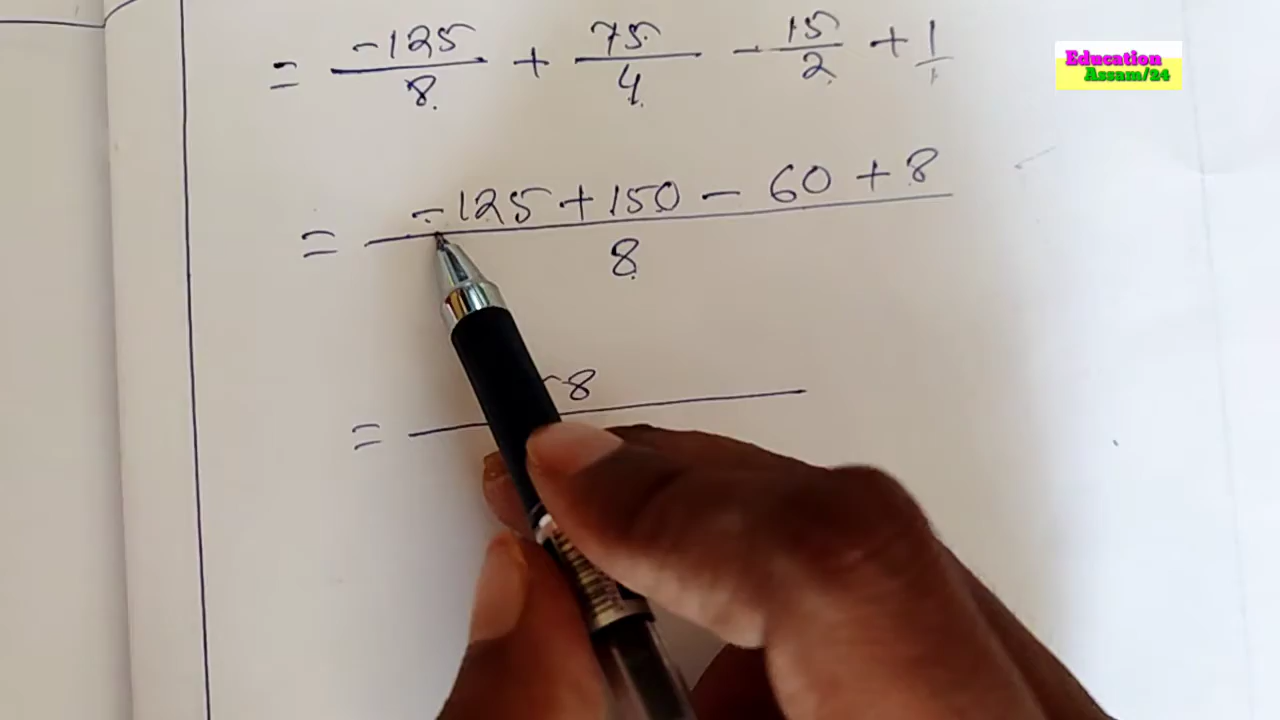 = -125/8 + 75/4 - 15/2 + 1/1
Education
Assam/24
= -125+150-60+8/8
= -8